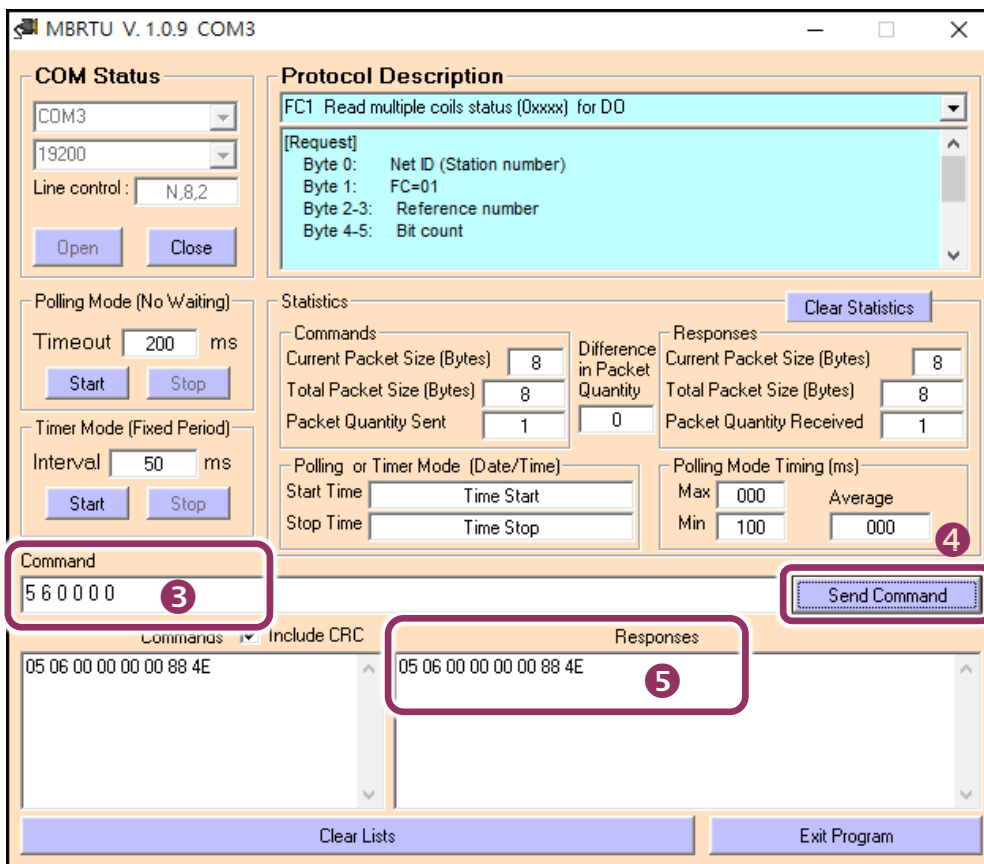 MBRTU V. 1.0.9 COM3
COM Status
COM3
19200
Line control : N,8,2
Open Close
Protocol Description
FC1 Read multiple coils status (0xxxx) for DO
[Request]
Byte 0: Net ID (Station number)
Byte 1: FC=01
Byte 2-3: Reference number
Byte 4-5: Bit count
Polling Mode (No Waiting)
Timeout 200 ms
Start Stop
Timer Mode (Fixed Period)
Interval 50 ms
Start Stop
Statistics
Clear Statistics
Commands
Current Packet Size (Bytes) 8
Total Packet Size (Bytes) 8
Packet Quantity Sent 1
Difference
in Packet
Quantity
0
Responses
Current Packet Size (Bytes) 8
Total Packet Size (Bytes) 8
Packet Quantity Received 1
Polling or Timer Mode (Date/Time)
Start Time Time Start
Stop Time Time Stop
Polling Mode Timing (ms)
Max 000
Min 100
Average
000
4
Command
5 6 0 0 0 0
3
Send Command
Commands Include CRC
05 06 00 00 00 00 88 4E
Responses
05 06 00 00 00 00 88 4E
5
Clear Lists
Exit Program